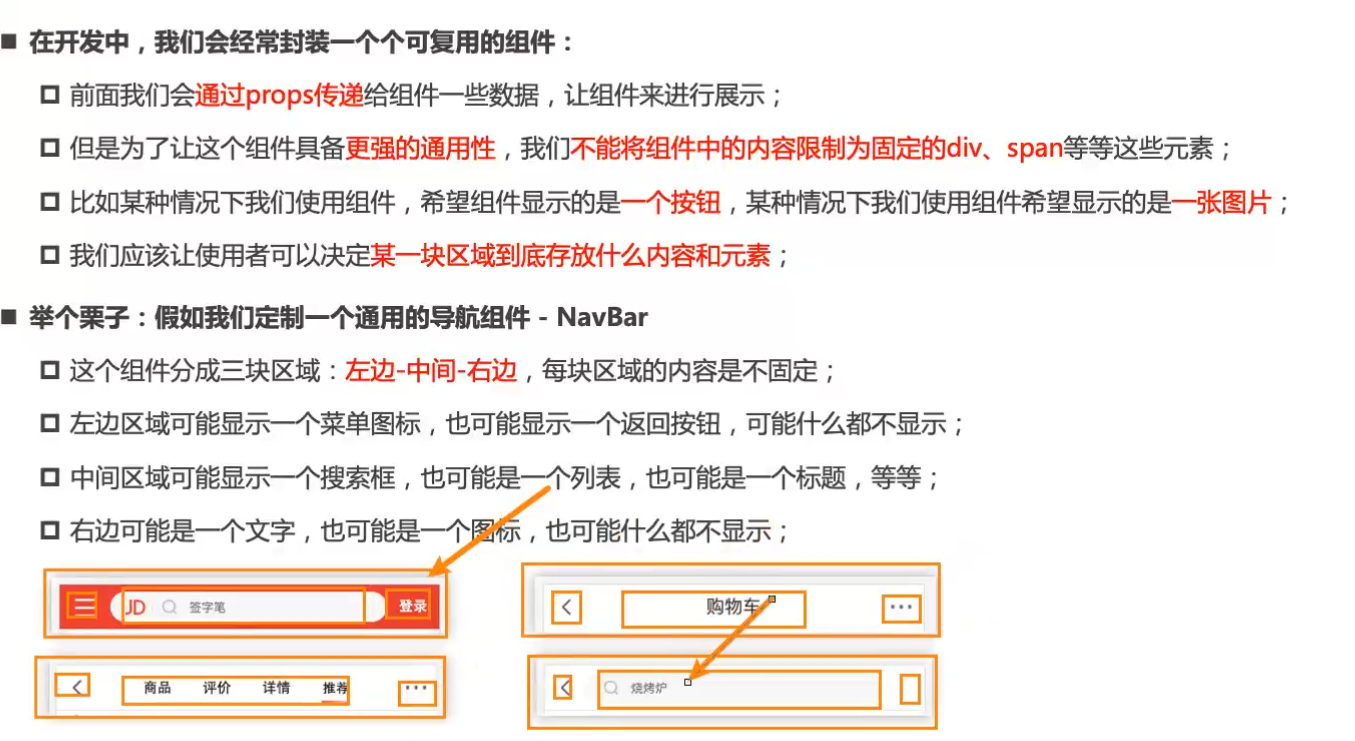 在开发中，我们会经常封装一个个可复用的组件：
前面我们会通过props传递给组件一些数据，让组件来进行展示；
但是为了让这个组件具备更强的通用性，我们不能将组件中的内容限制为固定的div、span等等这些元素；
比如某种情况下我们使用组件，希望组件显示的是一个按钮，某种情况下我们使用组件希望显示的是一张图片；
我们应该让使用者可以决定某一块区域到底存放什么内容和元素；
举个栗子：假如我们定制一个通用的导航组件 - NavBar
这个组件分成三块区域：左边-中间-右边，每块区域的内容是不固定；
左边区域可能显示一个菜单图标，也可能显示一个返回按钮，可能什么都不显示；
中间区域可能显示一个搜索框，也可能是一个列表，也可能是一个标题，等等；
右边可能是一个文字，也可能是一个图标，也可能什么都不显示；
JD 签字笔 登录
购物车
商品 评价 详情 推荐
烧烤炉